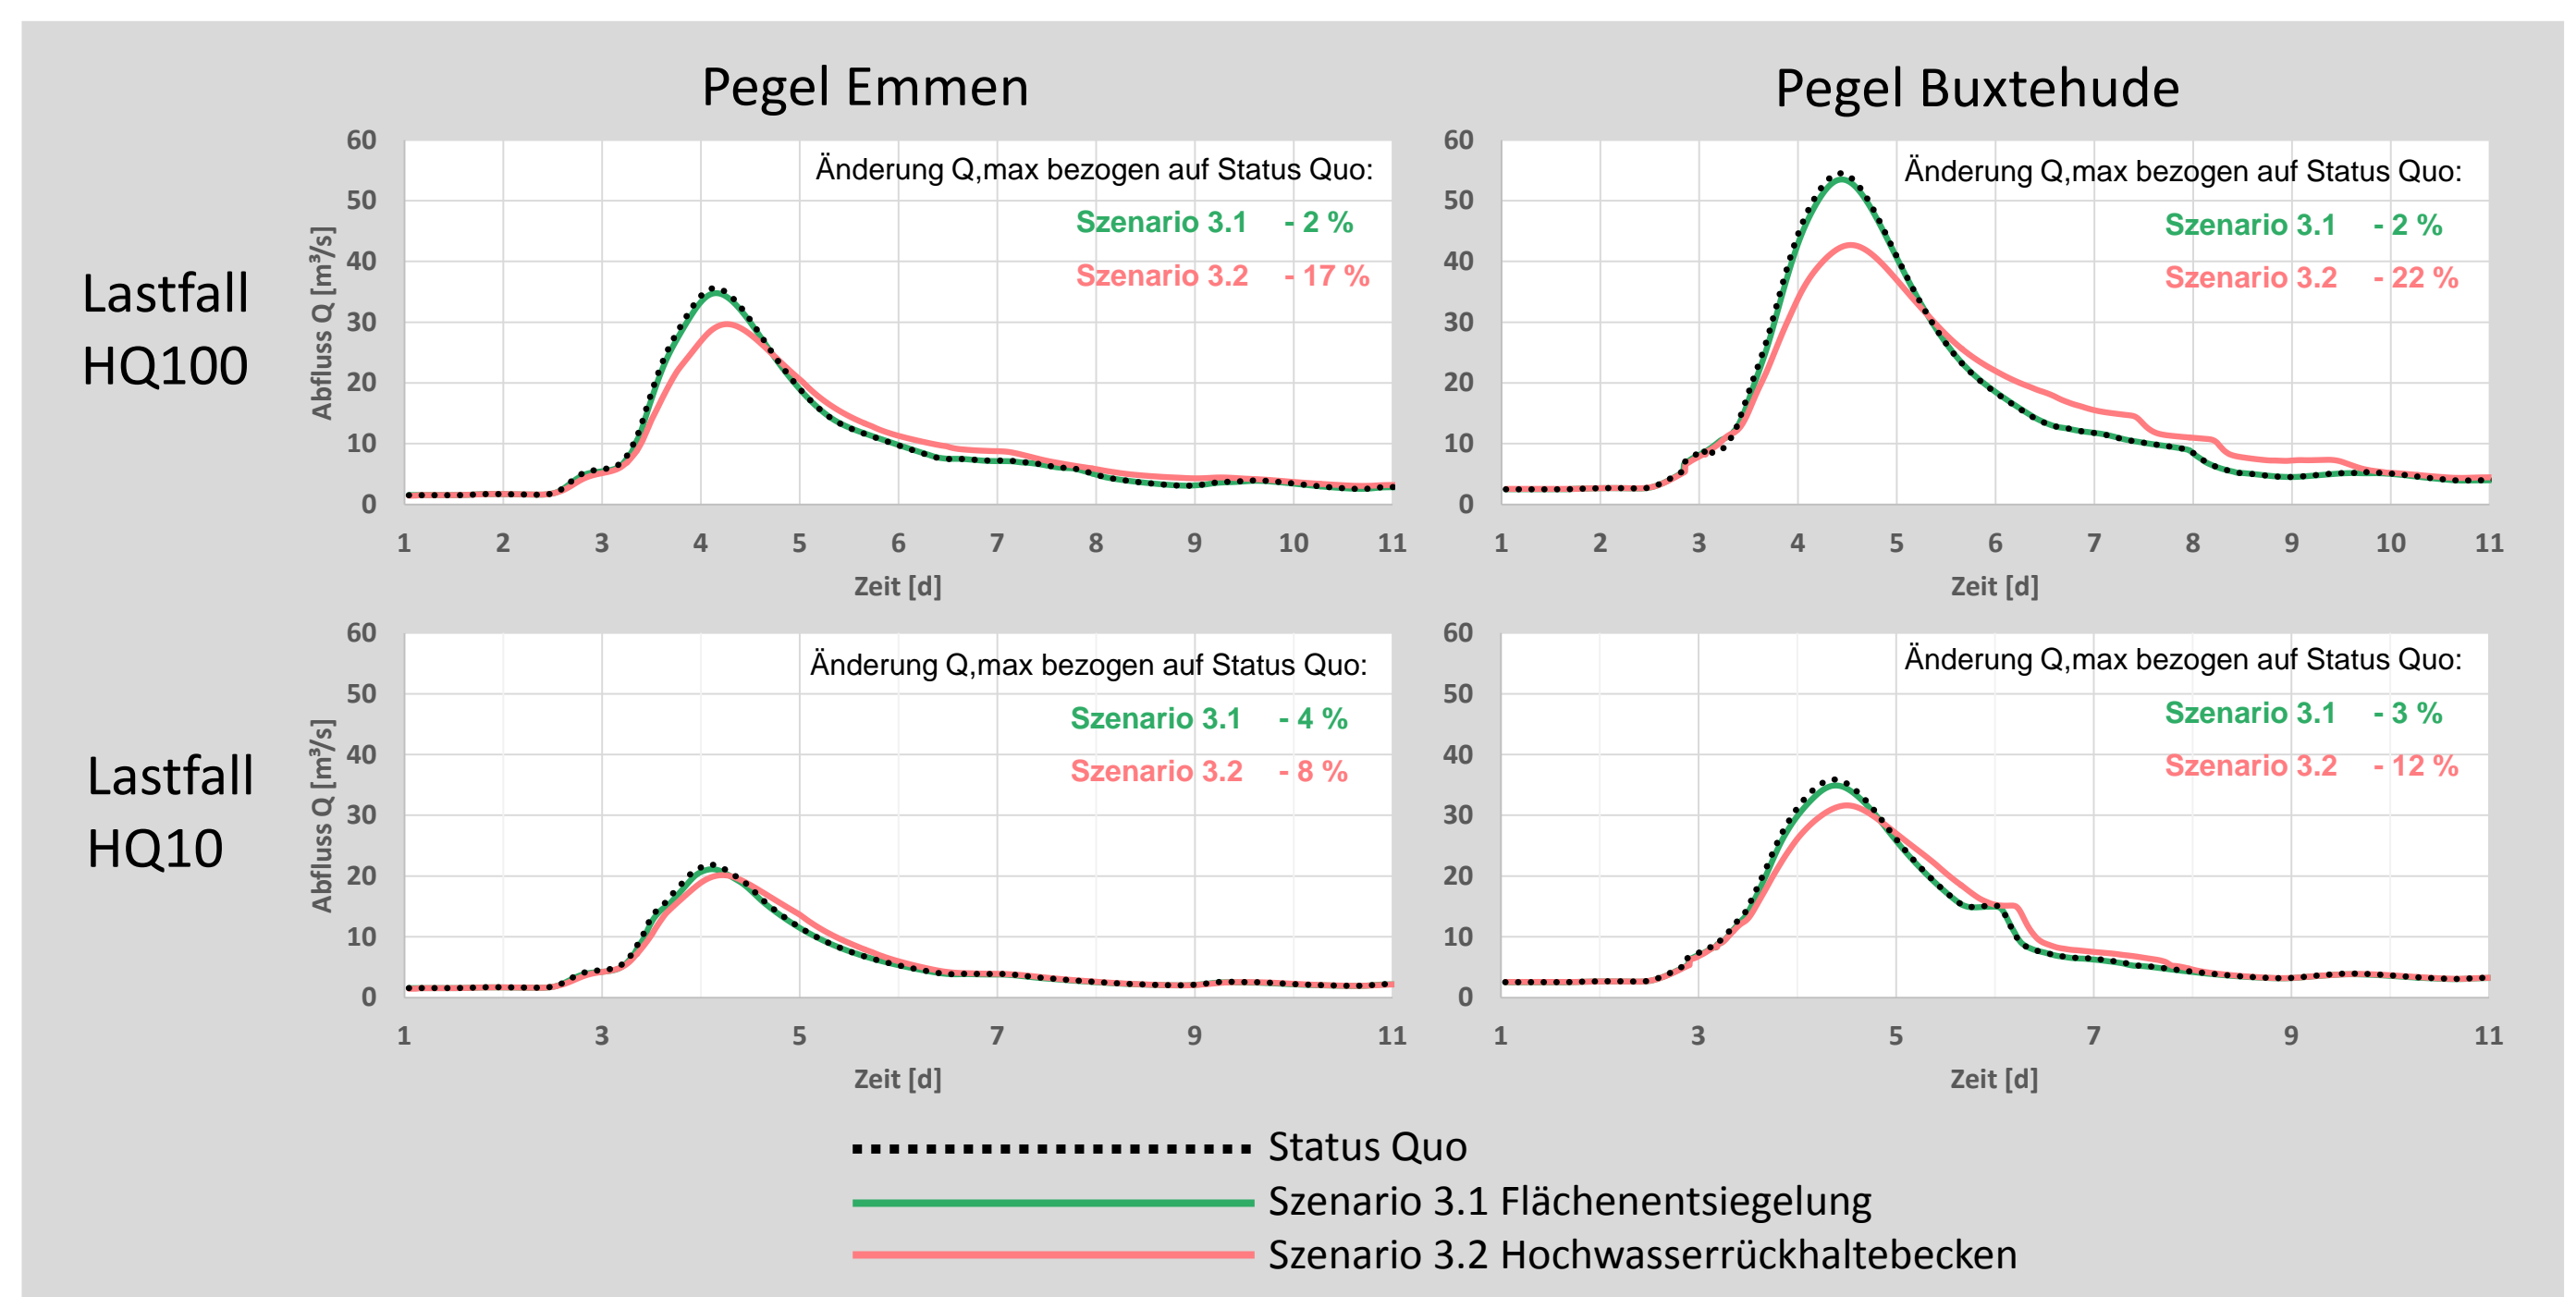 Pegel Emmen
Pegel Buxtehude
Lastfall
HQ100
Abfluss Q [m³/s]
60
50
40
30
20
10
0
Änderung Q,max bezogen auf Status Quo:
Szenario 3.1 - 2 %
Szenario 3.2 - 17 %
1 2 3 4 5 6 7 8 9 10 11
Zeit [d]
60
50
40
30
20
10
0
Änderung Q,max bezogen auf Status Quo:
Szenario 3.1 - 2 %
Szenario 3.2 - 22 %
1 2 3 4 5 6 7 8 9 10 11
Zeit [d]
Lastfall
HQ10
Abfluss Q [m³/s]
60
50
40
30
20
10
0
Änderung Q,max bezogen auf Status Quo:
Szenario 3.1 - 4 %
Szenario 3.2 - 8 %
1 3 5 7 9 11
Zeit [d]
60
50
40
30
20
10
0
Änderung Q,max bezogen auf Status Quo:
Szenario 3.1 - 3 %
Szenario 3.2 - 12 %
1 3 5 7 9 11
Zeit [d]
Status Quo
Szenario 3.1 Flächenentsiegelung
Szenario 3.2 Hochwasserrückhaltebecken